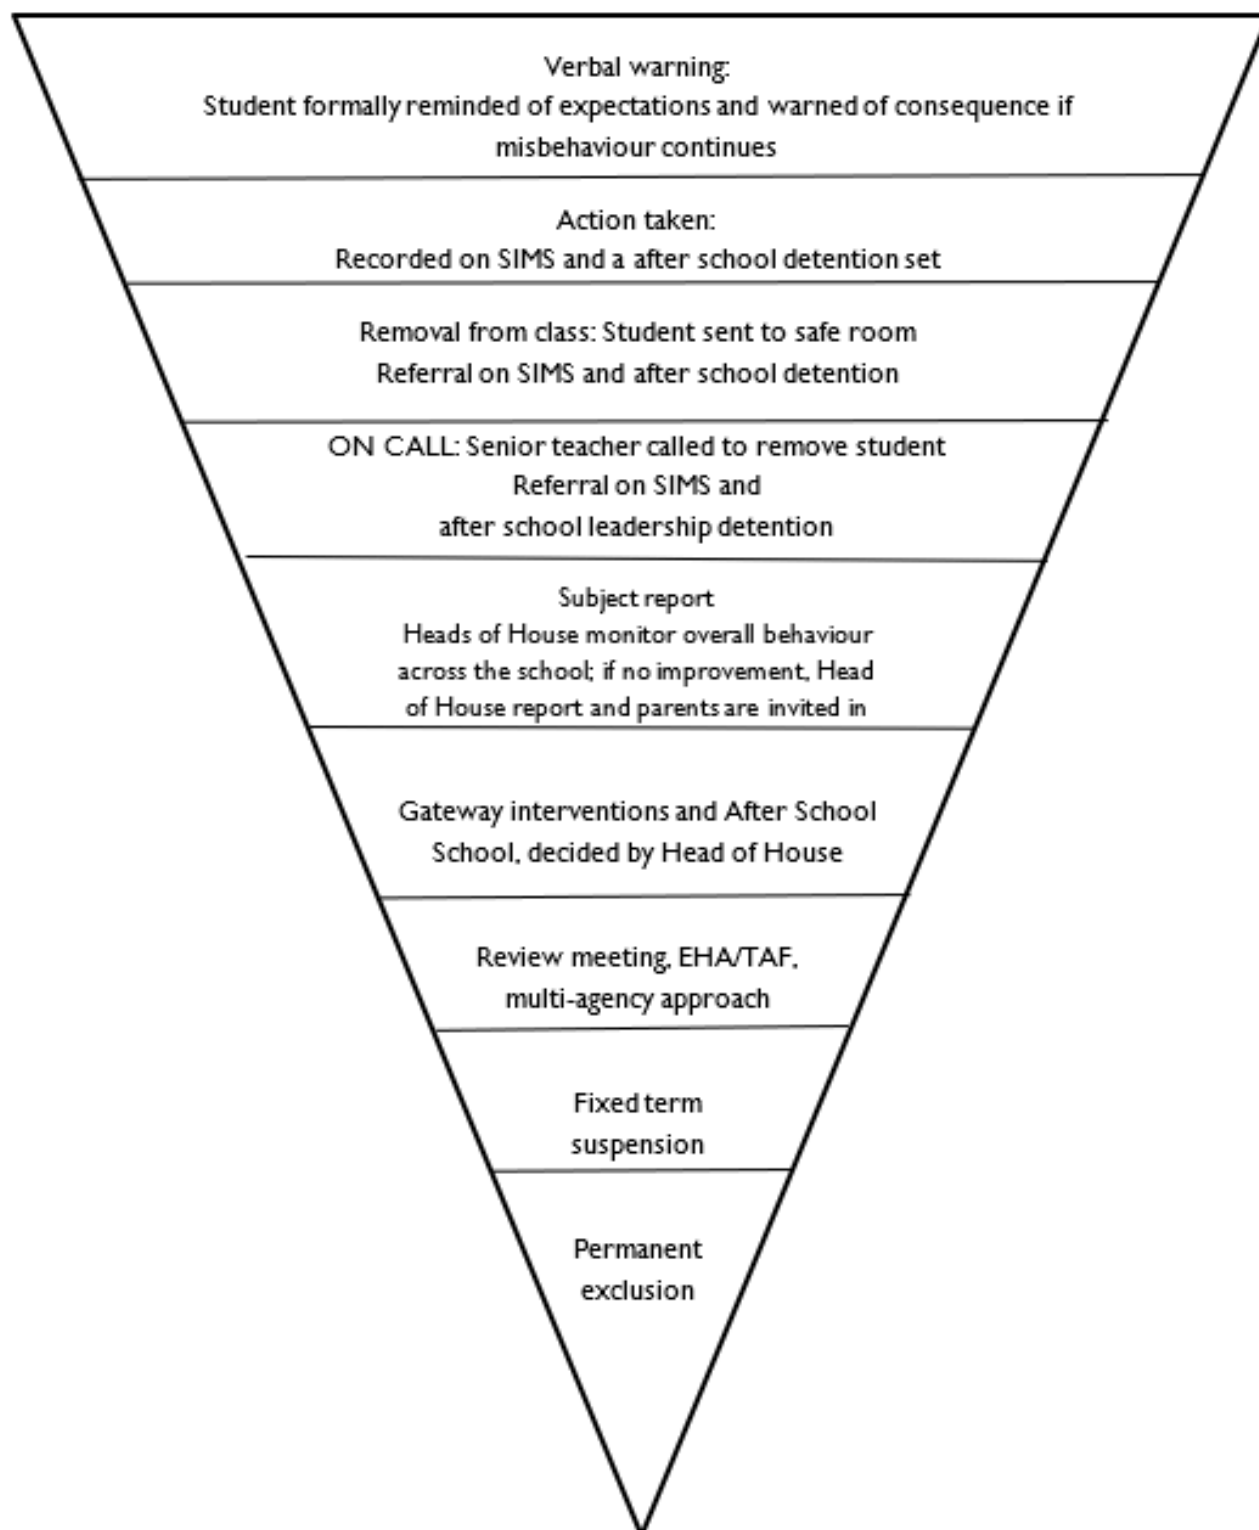 Verbal warning:
Student formally reminded of expectations and warned of consequence if
misbehaviour continues
Action taken:
Recorded on SIMS and a after school detention set
Removal from class: Student sent to safe room
Referral on SIMS and after school detention
ON CALL: Senior teacher called to remove student
Referral on SIMS and
after school leadership detention
Subject report
Heads of House monitor overall behaviour
across the school; if no improvement, Head
of House report and parents are invited in
Gateway interventions and After School
School, decided by Head of House
Review meeting, EHA/TAF,
multi-agency approach
Fixed term
suspension
Permanent
exclusion